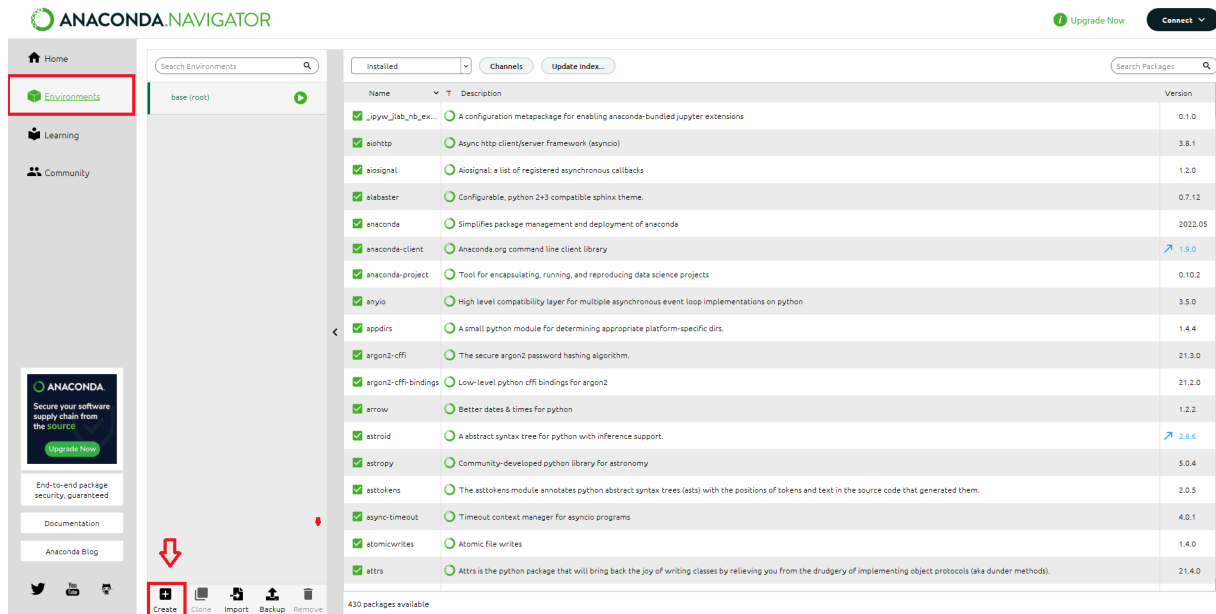 ANACONDA.NAVIGATOR
Upgrade Now
Connect
Home
Environments
Learning
Community
ANACONDA.
Secure your software
supply chain from
the source
Upgrade Now
End-to-end package
security, guaranteed
Documentation
Anaconda Blog
You
Tube
Search Environments
base (root)
Create
Clone
Import
Backup
Remove
Installed
Channels
Update index...
Search Packages
Name T Description Version
_ipyw_jlab_nb_ex... A configuration metapackage for enabling anaconda-bundled jupyter extensions 0.1.0
aiohttp Async http client/server framework (asyncio) 3.8.1
aiosignal Aiosignal: a list of registered asynchronous callbacks 1.2.0
alabaster Configurable, python 2+3 compatible sphinx theme. 0.7.12
anaconda Simplifies package management and deployment of anaconda 2022.05
anaconda-client Anaconda.org command line client library 1.9.0
anaconda-project Tool for encapsulating, running, and reproducing data science projects 0.10.2
anyio High level compatibility layer for multiple asynchronous event loop implementations on python 3.5.0
appdirs A small python module for determining appropriate platform-specific dirs. 1.4.4
argon2-cffi The secure argon2 password hashing algorithm. 21.3.0
argon2-cffi-bindings Low-level python cffi bindings for argon2 21.2.0
arrow Better dates & times for python 1.2.2
astroid A abstract syntax tree for python with inference support. 2.6.6
astropy Community-developed python library for astronomy 5.0.4
asttokens The asttokens module annotates python abstract syntax trees (asts) with the positions of tokens and text in the source code that generated them. 2.0.5
async-timeout Timeout context manager for asyncio programs 4.0.1
atomicwrites Atomic file writes 1.4.0
attrs Attrs is the python package that will bring back the joy of writing classes by relieving you from the drudgery of implementing object protocols (aka dunder methods). 21.4.0
430 packages available